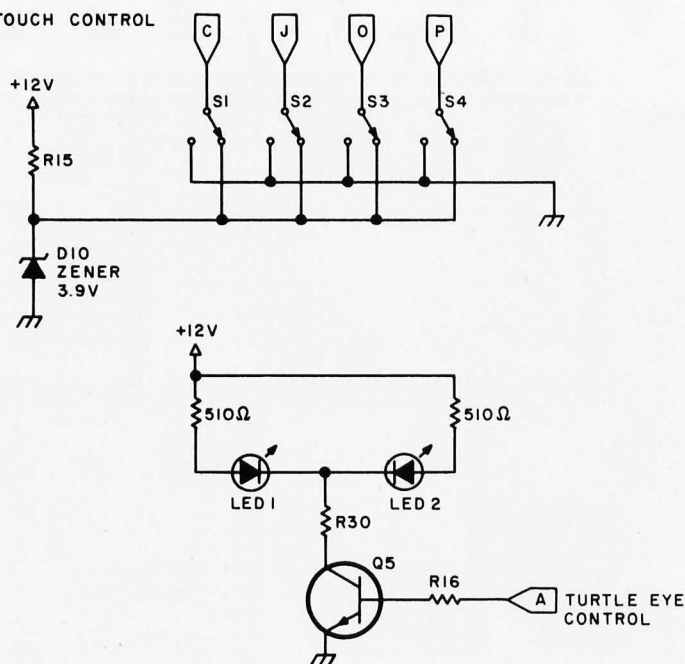 TOUCH CONTROL
C
J
O
P
+12V
S1
S2
S3
S4
R15
D10
ZENER
3.9V
+12V
510Ω
510Ω
LED 1
LED 2
R30
Q5
R16
A
TURTLE EYE
CONTROL